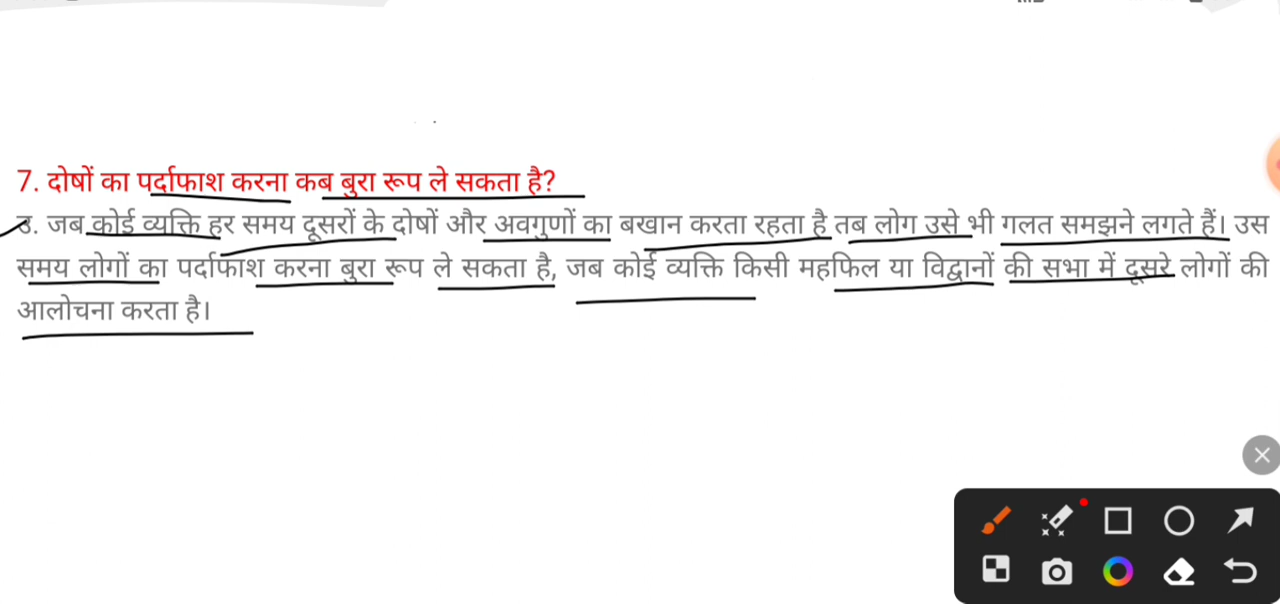 7. दोषों का पर्दाफाश करना कब बुरा रूप ले सकता है?
उ. जब कोई व्यक्ति हर समय दूसरों के दोषों और अवगुणों का बखान करता रहता है तब लोग उसे भी गलत समझने लगते हैं। उस
समय लोगों का पर्दाफाश करना बुरा रूप ले सकता है, जब कोई व्यक्ति किसी महफिल या विद्वानों की सभा में दूसरे लोगों की
आलोचना करता है।